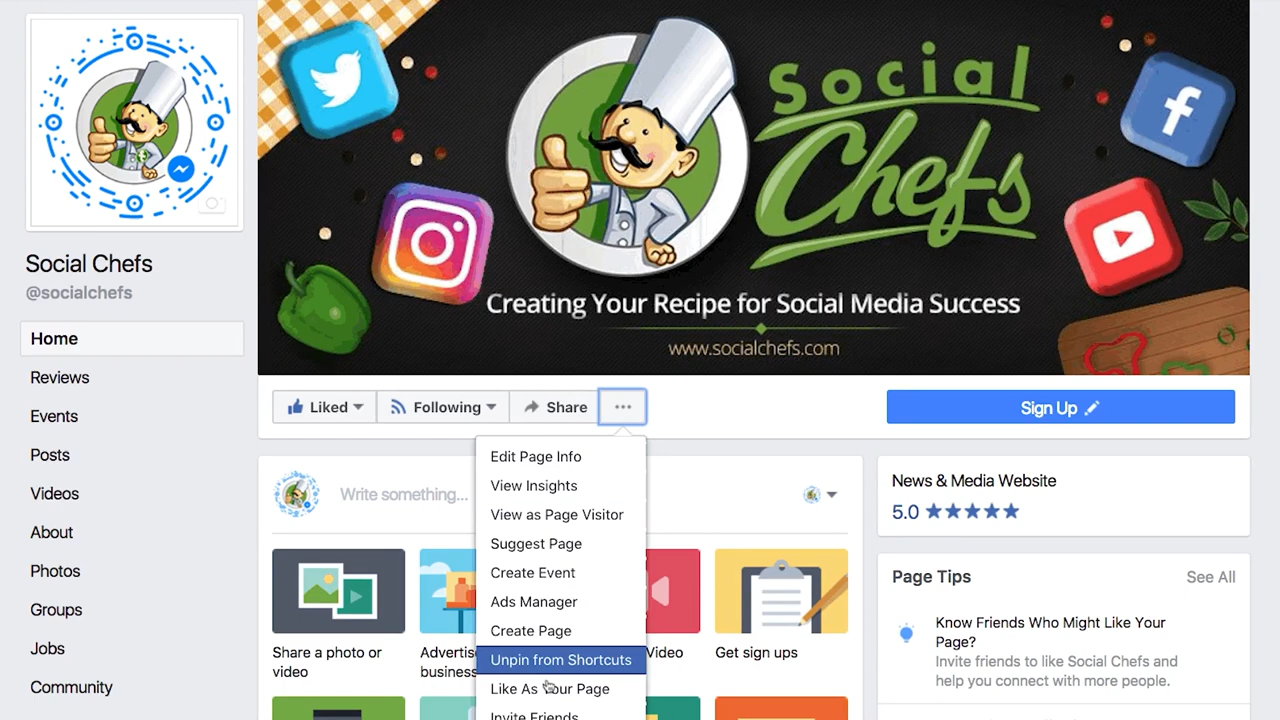 Social
Chefs
Creating Your Recipe for Social Media Success
www.socialchefs.com
Social Chefs
@socialchefs
Home
Reviews
Events
Posts
Videos
About
Photos
Groups
Jobs
Community
Liked
Following
Share
Sign Up
Edit Page Info
View Insights
View as Page Visitor
Suggest Page
Create Event
Ads Manager
Create Page
Unpin from Shortcuts
Like As Your Page
Invite Friends
Write something...
Share a photo or
video
Video
Get sign ups
News & Media Website
5.0
Page Tips
See All
Know Friends Who Might Like Your
Page?
Invite friends to like Social Chefs and
help you connect with more people.